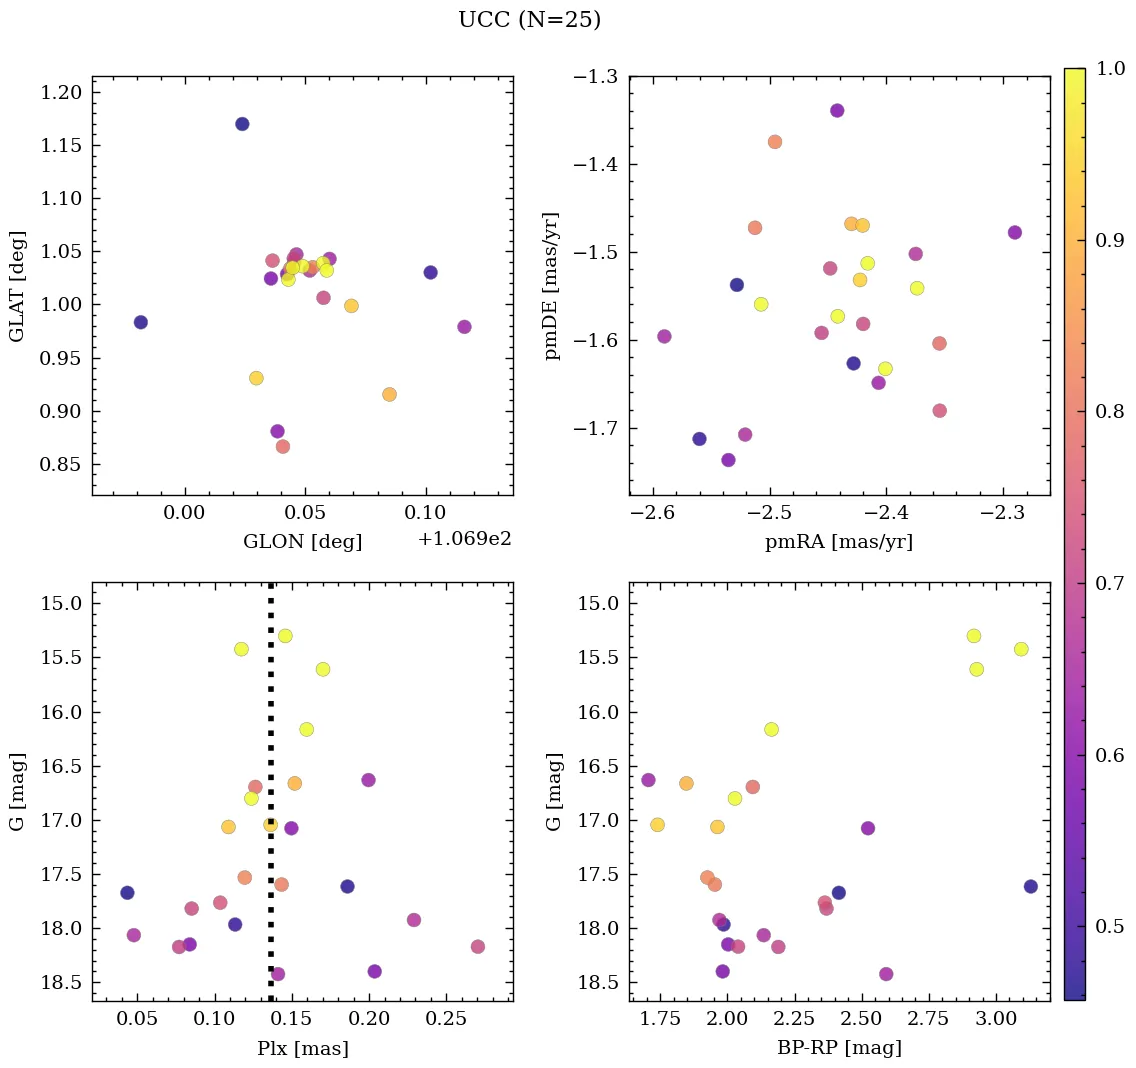 UCC (N=25)
1.20
1.15
1.10
1.05
1.00
0.95
0.90
0.85
GLAT [deg]
0.00 0.05 0.10
GLON [deg] +1.069e2
−1.3
−1.4
−1.5
−1.6
−1.7
pmDE [mas/yr]
−2.6 −2.5 −2.4 −2.3
pmRA [mas/yr]
1.0
0.9
0.8
0.7
0.6
0.5
15.0
15.5
16.0
16.5
17.0
17.5
18.0
18.5
G [mag]
0.05 0.10 0.15 0.20 0.25
Plx [mas]
15.0
15.5
16.0
16.5
17.0
17.5
18.0
18.5
G [mag]
1.75 2.00 2.25 2.50 2.75 3.00
BP-RP [mag]